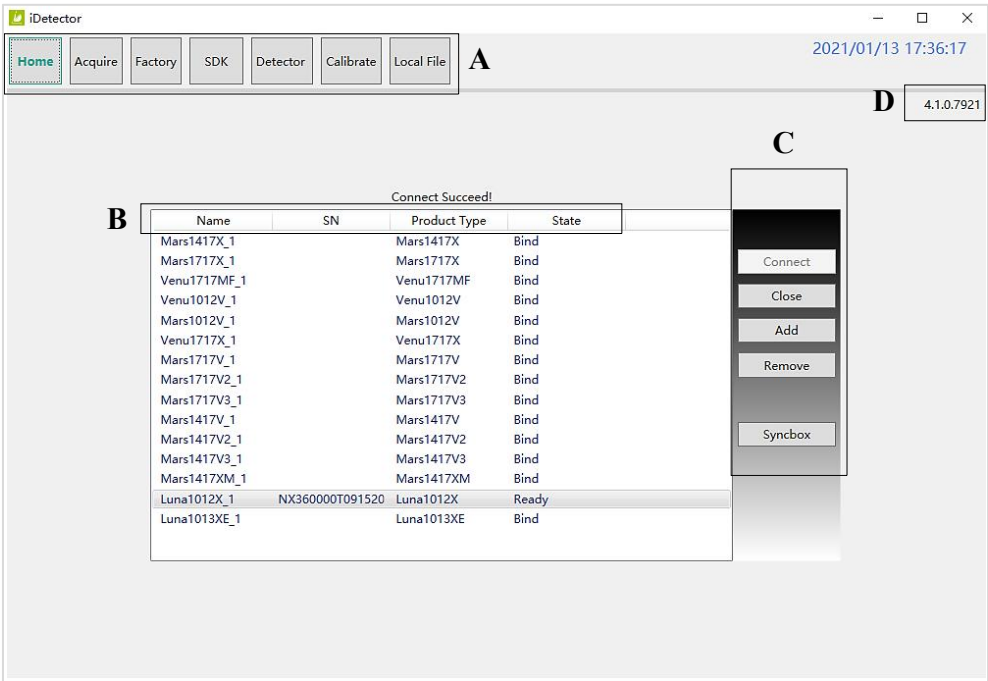 iDetector
Home Acquire Factory SDK Detector Calibrate Local File A
2021/01/13 17:36:17
D 4.1.0.7921
C
Connect Succeed!
B Name SN Product Type State
Mars1417X_1 Mars1417X Bind
Mars1717X_1 Mars1717X Bind
Venu1717MF_1 Venu1717MF Bind
Venu1012V_1 Venu1012V Bind
Mars1012V_1 Mars1012V Bind
Venu1717X_1 Venu1717X Bind
Mars1717V_1 Mars1717V Bind
Mars1717V2_1 Mars1717V2 Bind
Mars1717V3_1 Mars1717V3 Bind
Mars1417V_1 Mars1417V Bind
Mars1417V2_1 Mars1417V2 Bind
Mars1417V3_1 Mars1417V3 Bind
Mars1417XM_1 Mars1417XM Bind
Luna1012X_1 NX360000T091520 Luna1012X Ready
Luna1013XE_1 Luna1013XE Bind
Connect
Close
Add
Remove
Syncbox